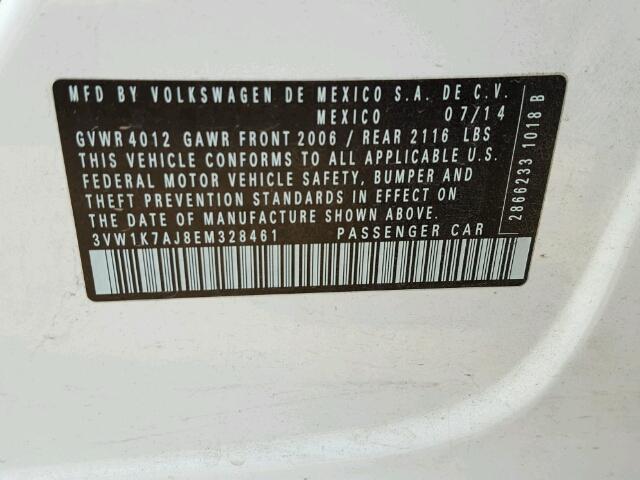 MFD BY VOLKSWAGEN DE MEXICO S.A. DE C.V.
MEXICO 07/14
GVWR 4012 GAWR FRONT 2006 / REAR 2116 LBS
THIS VEHICLE CONFORMS TO ALL APPLICABLE U.S.
FEDERAL MOTOR VEHICLE SAFETY, BUMPER AND
THEFT PREVENTION STANDARDS IN EFFECT ON
THE DATE OF MANUFACTURE SHOWN ABOVE.
3VW1K7AJ8EM328461 PASSENGER CAR
2866233 1018 B